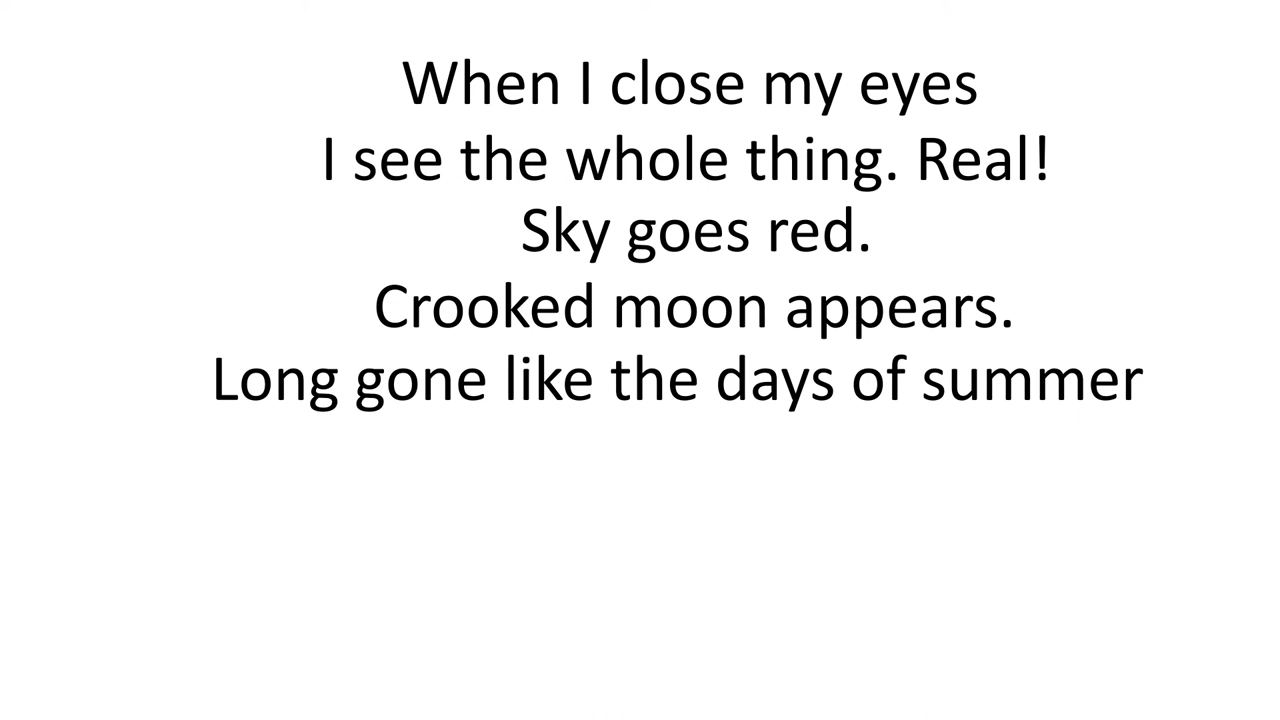 When I close my eyes
I see the whole thing. Real!
Sky goes red.
Crooked moon appears.
Long gone like the days of summer